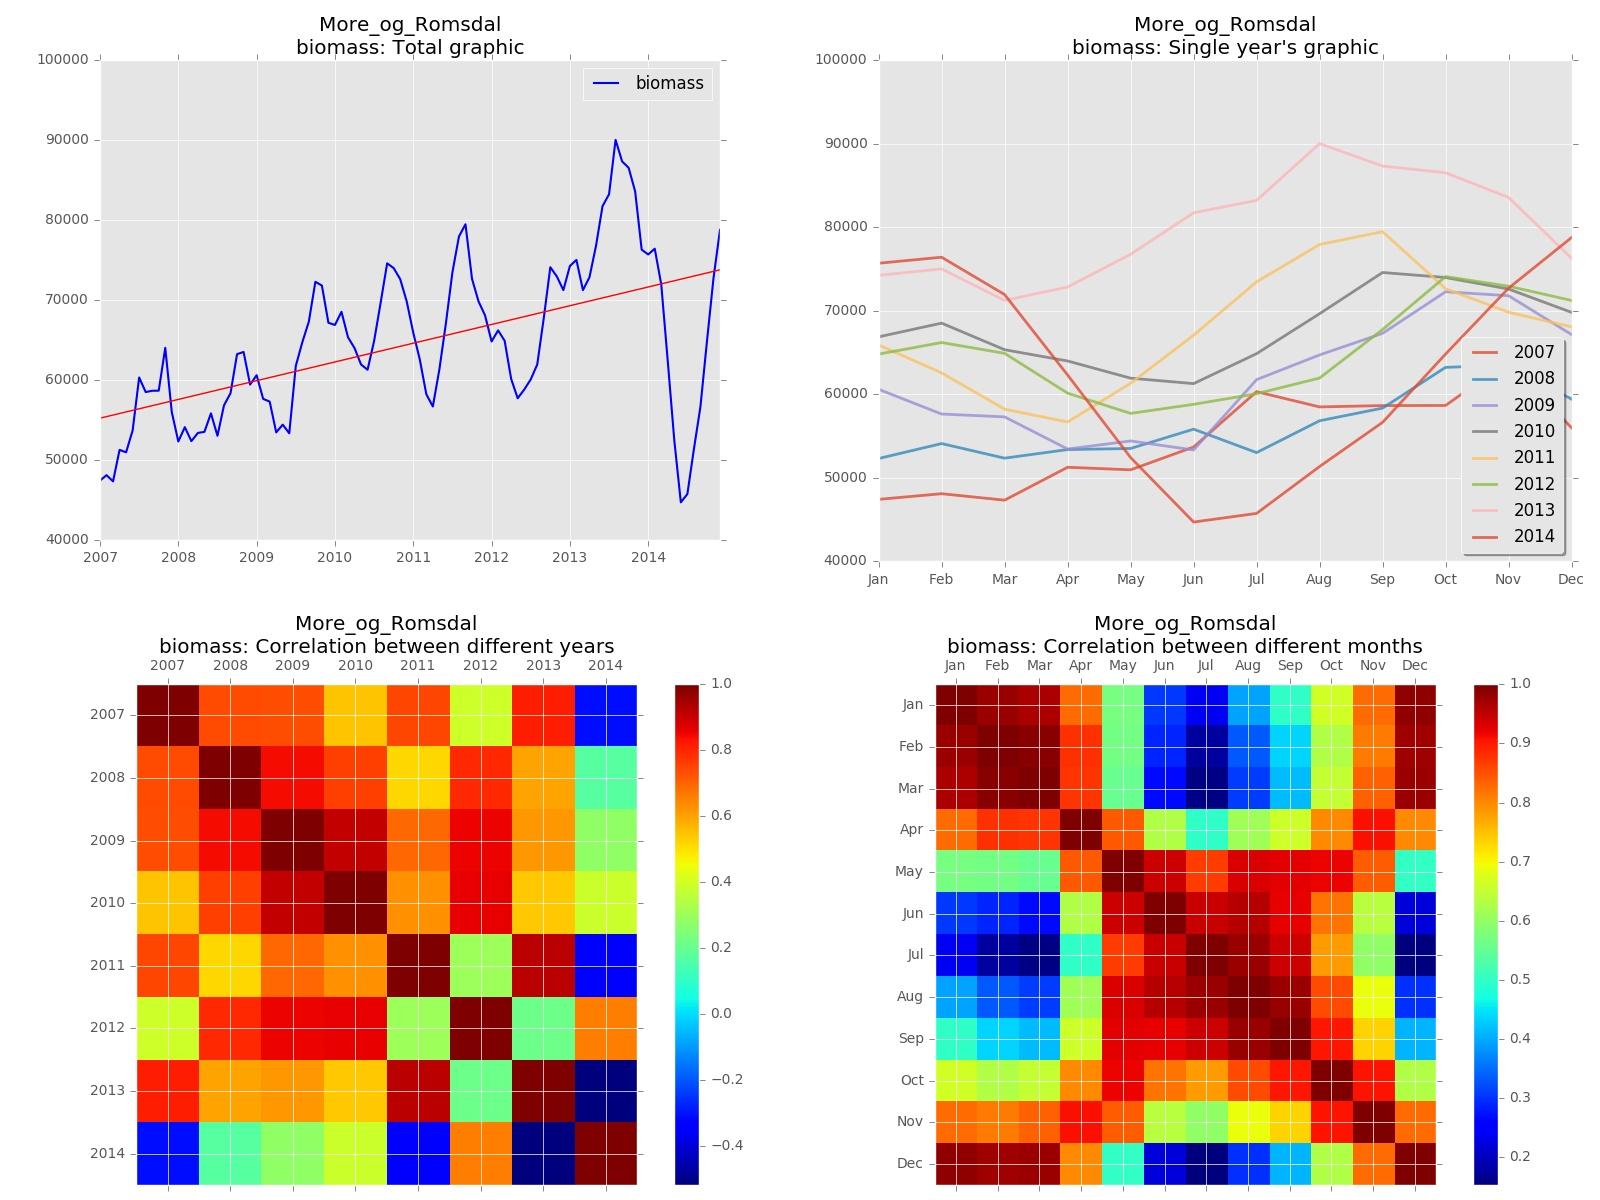 More_og_Romsdal
biomass: Total graphic
100000
90000
80000
70000
60000
50000
40000
biomass
2007 2008 2009 2010 2011 2012 2013 2014
More_og_Romsdal
biomass: Single year's graphic
100000
90000
80000
70000
60000
50000
40000
2007
2008
2009
2010
2011
2012
2013
2014
Jan Feb Mar Apr May Jun Jul Aug Sep Oct Nov Dec
More_og_Romsdal
biomass: Correlation between different years
2007 2008 2009 2010 2011 2012 2013 2014
2007
2008
2009
2010
2011
2012
2013
2014
1.0
0.8
0.6
0.4
0.2
0.0
−0.2
−0.4
More_og_Romsdal
biomass: Correlation between different months
Jan Feb Mar Apr May Jun Jul Aug Sep Oct Nov Dec
Jan
Feb
Mar
Apr
May
Jun
Jul
Aug
Sep
Oct
Nov
Dec
1.0
0.9
0.8
0.7
0.6
0.5
0.4
0.3
0.2